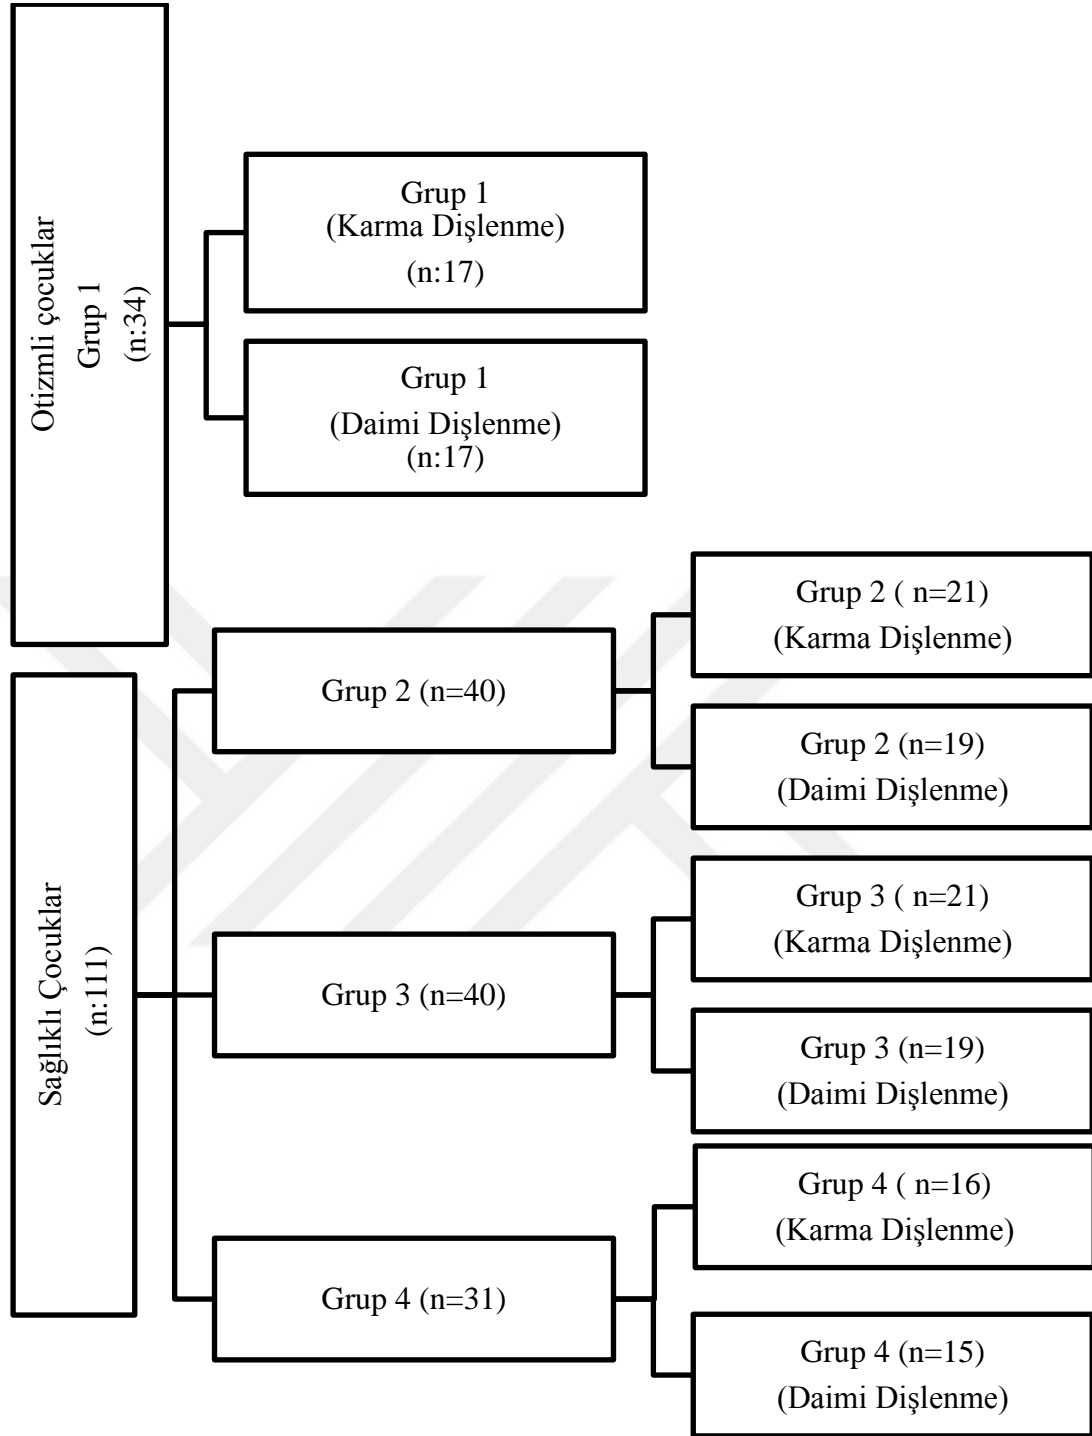 Otizmli çocuklar
Grup 1
(n:34)
Grup 1
(Karma Dişlenme)
(n:17)
Grup 1
(Daimi Dişlenme)
(n:17)
Sağlıklı Çocuklar
(n:111)
Grup 2 (n=40)
Grup 2 ( n=21)
(Karma Dişlenme)
Grup 2 (n=19)
(Daimi Dişlenme)
Grup 3 (n=40)
Grup 3 ( n=21)
(Karma Dişlenme)
Grup 3 (n=19)
(Daimi Dişlenme)
Grup 4 (n=31)
Grup 4 ( n=16)
(Karma Dişlenme)
Grup 4 (n=15)
(Daimi Dişlenme)